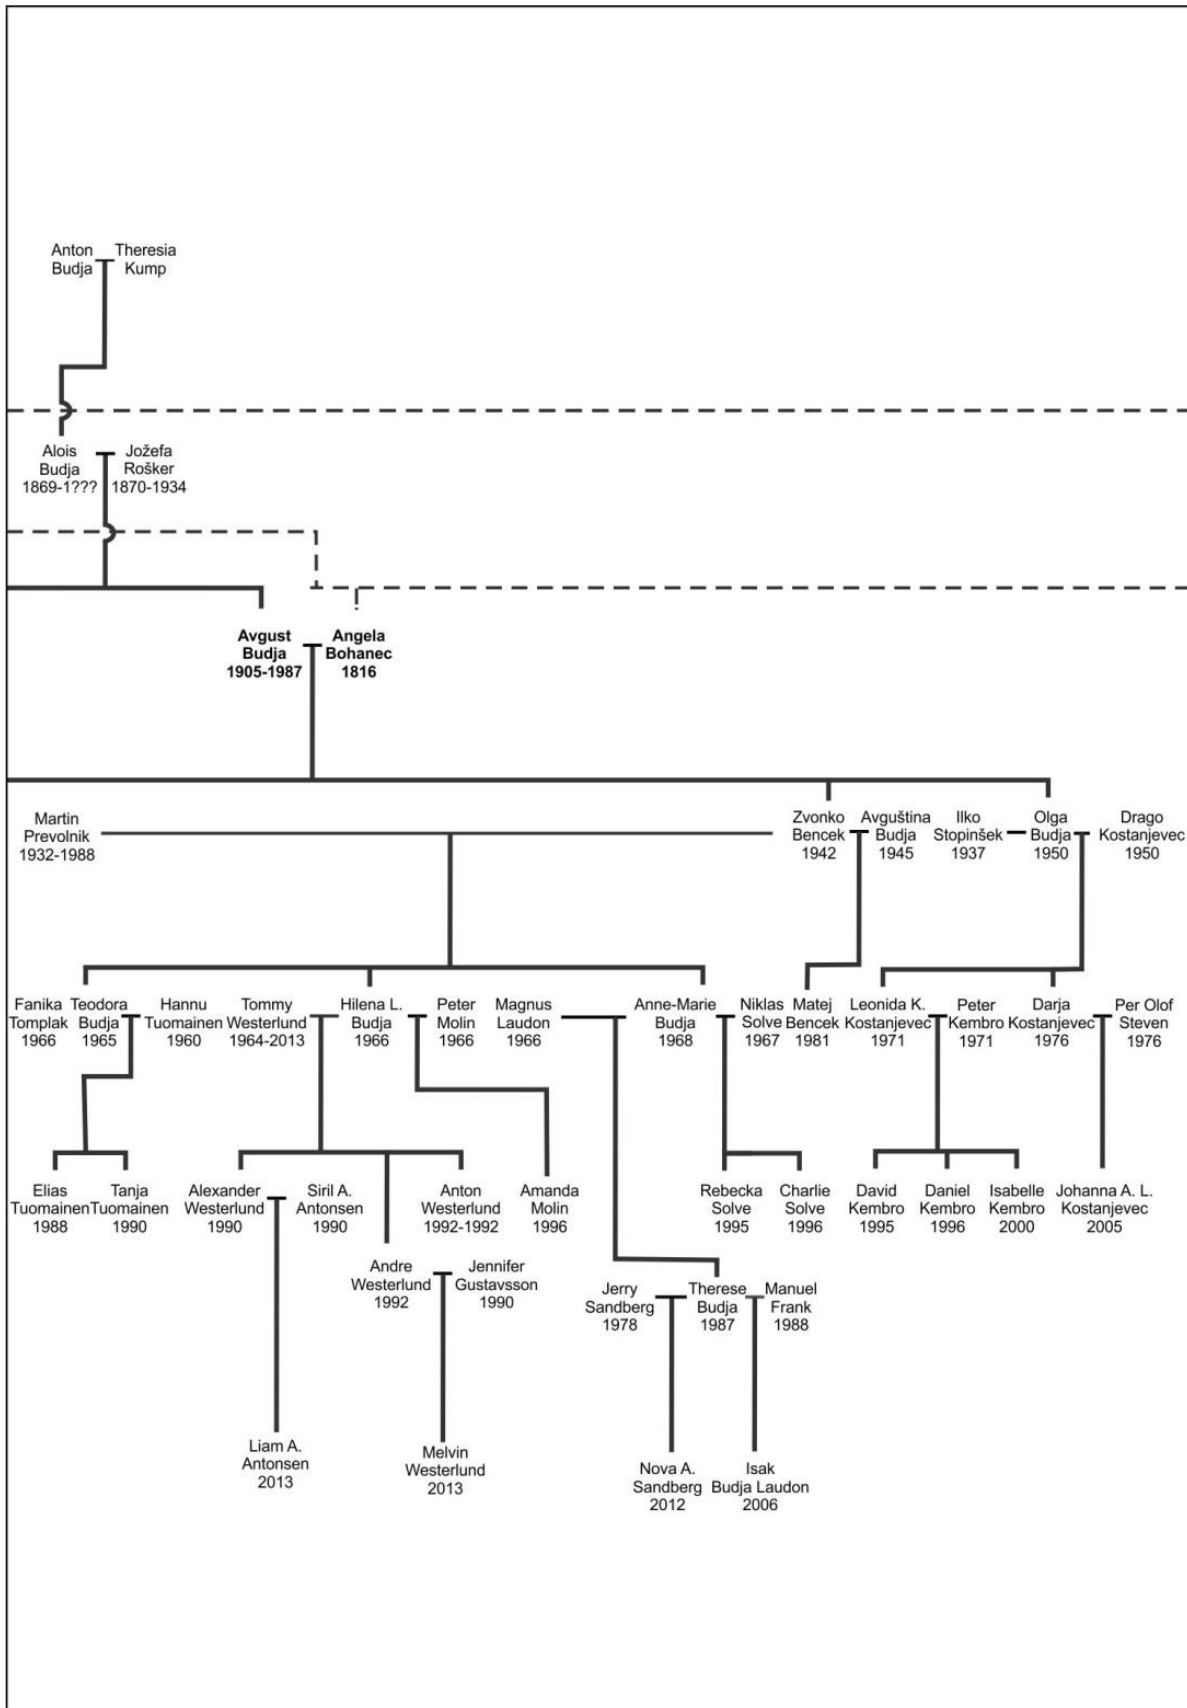 Anton
Budja
Theresia
Kump
Alois
Budja
1869-1???
Jožefa
Rošker
1870-1934
Avgust
Budja
1905-1987
Angela
Bohanec
1816
Martin
Prevolnik
1932-1988
Zvonko
Bencek
1942
Avguština
Budja
1945
Ilko
Stopinšek
1937
Olga
Budja
1950
Drago
Kostanjevec
1950
Fanika
Tomplak
1966
Teodora
Budja
1965
Hannu
Tuomainen
1960
Tommy
Westerlund
1964-2013
Hilena L.
Budja
1966
Peter
Molin
1966
Magnus
Laudon
1966
Anne-Marie
Budja
1968
Niklas
Solve
1967
Matej
Bencek
1981
Leonida K.
Kostanjevec
1971
Peter
Kembro
1971
Darja
Kostanjevec
1976
Per Olof
Steven
1976
Elias
Tuomainen
1988
Tanja
Tuomainen
1990
Alexander
Westerlund
1990
Siril A.
Antonsen
1990
Anton
Westerlund
1992-1992
Amanda
Molin
1996
Rebecka
Solve
1995
Charlie
Solve
1996
David
Kembro
1995
Daniel
Kembro
1996
Isabelle
Kembro
2000
Johanna A. L.
Kostanjevec
2005
Andre
Westerlund
1992
Jennifer
Gustavsson
1990
Jerry
Sandberg
1978
Therese
Budja
1987
Manuel
Frank
1988
Liam A.
Antonsen
2013
Melvin
Westerlund
2013
Nova A.
Sandberg
2012
Isak
Budja Laudon
2006